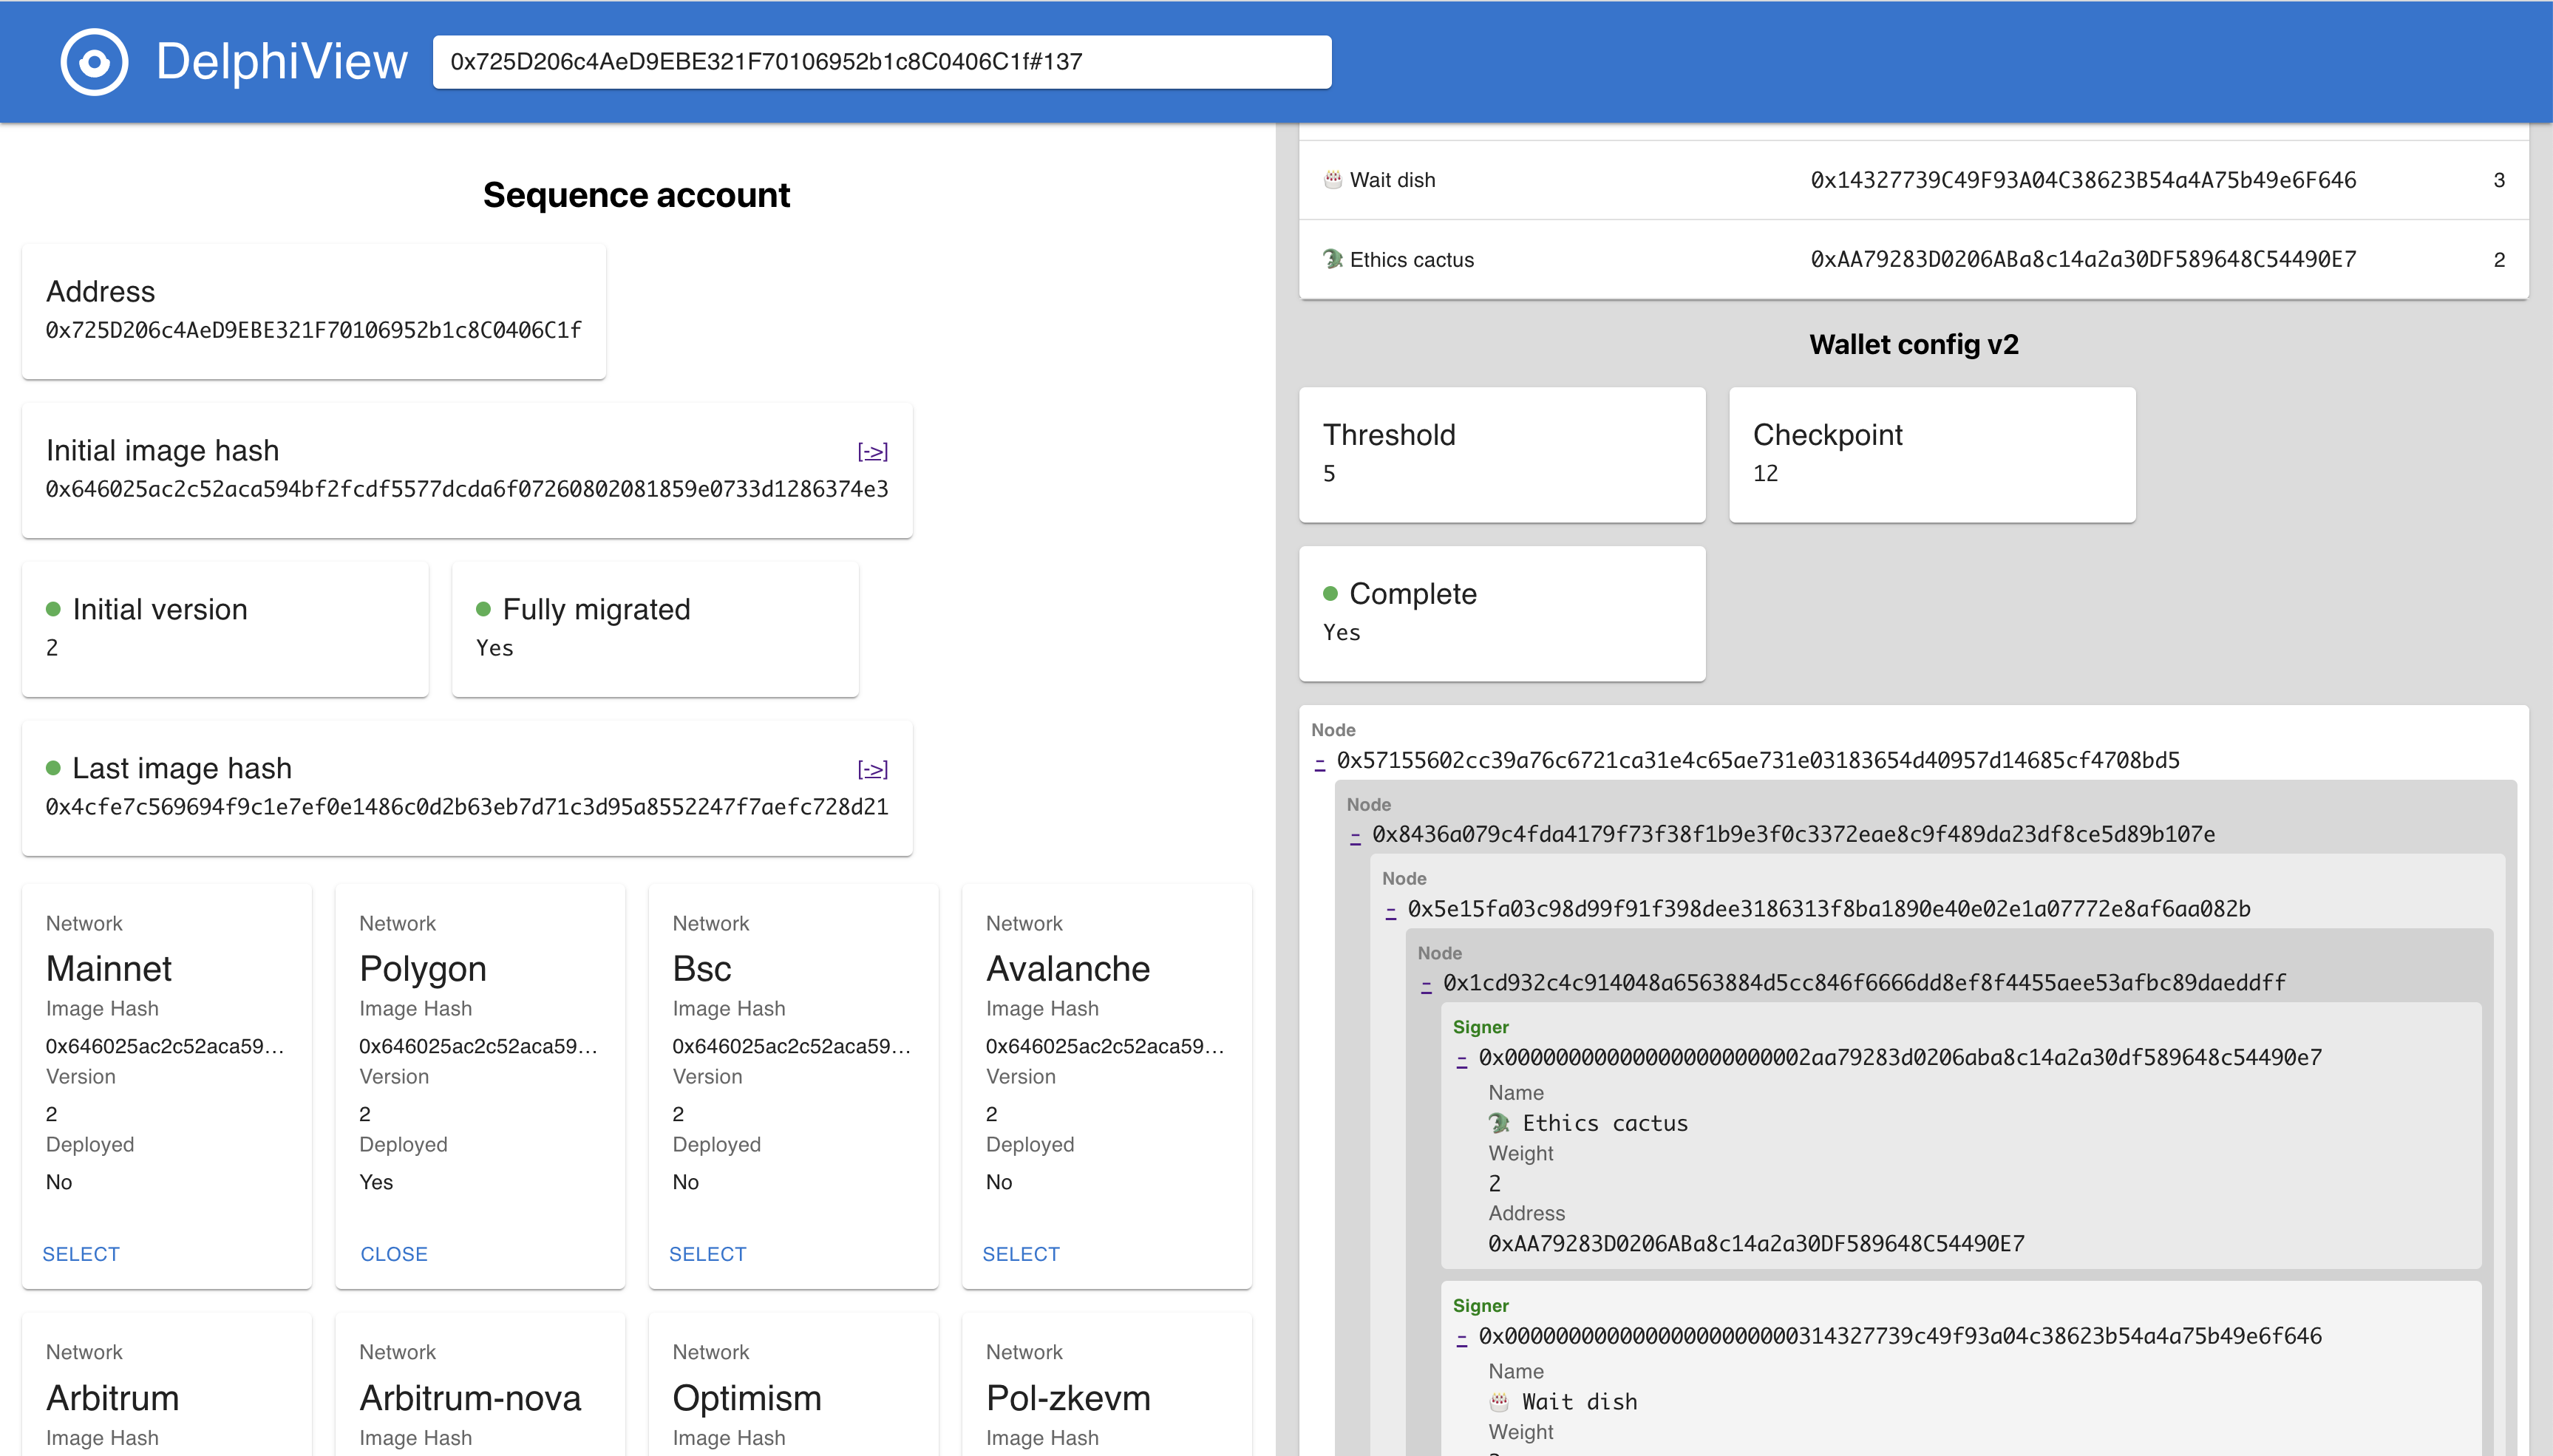 DelphiView
0x725D206c4AeD9EBE321F70106952b1c8C0406C1f#137
Sequence account
Address
0x725D206c4AeD9EBE321F70106952b1c8C0406C1f
Initial image hash [->]
0x646025ac2c52aca594bf2fcdf5577dcda6f07260802081859e0733d1286374e3
Initial version
2
Fully migrated
Yes
Last image hash [->]
0x4cfe7c569694f9c1e7ef0e1486c0d2b63eb7d71c3d95a8552247f7aefc728d21
Network
Mainnet
Image Hash
0x646025ac2c52aca59...
Version
2
Deployed
No
SELECT
Network
Polygon
Image Hash
0x646025ac2c52aca59...
Version
2
Deployed
Yes
CLOSE
Network
Bsc
Image Hash
0x646025ac2c52aca59...
Version
2
Deployed
No
SELECT
Network
Avalanche
Image Hash
0x646025ac2c52aca59...
Version
2
Deployed
No
SELECT
Network
Arbitrum
Image Hash
Network
Arbitrum-nova
Image Hash
Network
Optimism
Image Hash
Network
Pol-zkevm
Image Hash
Wait dish 0x14327739C49F93A04C38623B54a4A75b49e6F646 3
Ethics cactus 0xAA79283D0206ABa8c14a2a30DF589648C54490E7 2
Wallet config v2
Threshold
5
Checkpoint
12
Complete
Yes
Node
- 0x57155602cc39a76c6721ca31e4c65ae731e03183654d40957d14685cf4708bd5
Node
- 0x8436a079c4fda4179f73f38f1b9e3f0c3372eae8c9f489da23df8ce5d89b107e
Node
- 0x5e15fa03c98d99f91f398dee3186313f8ba1890e40e02e1a07772e8af6aa082b
Node
- 0x1cd932c4c914048a6563884d5cc846f6666dd8ef8f4455aee53afbc89daeddff
Signer
- 0x000000000000000000000002aa79283d0206aba8c14a2a30df589648c54490e7
Name
Ethics cactus
Weight
2
Address
0xAA79283D0206ABa8c14a2a30DF589648C54490E7
Signer
- 0x000000000000000000000000314327739c49f93a04c38623b54a4a75b49e6f646
Name
Wait dish
Weight